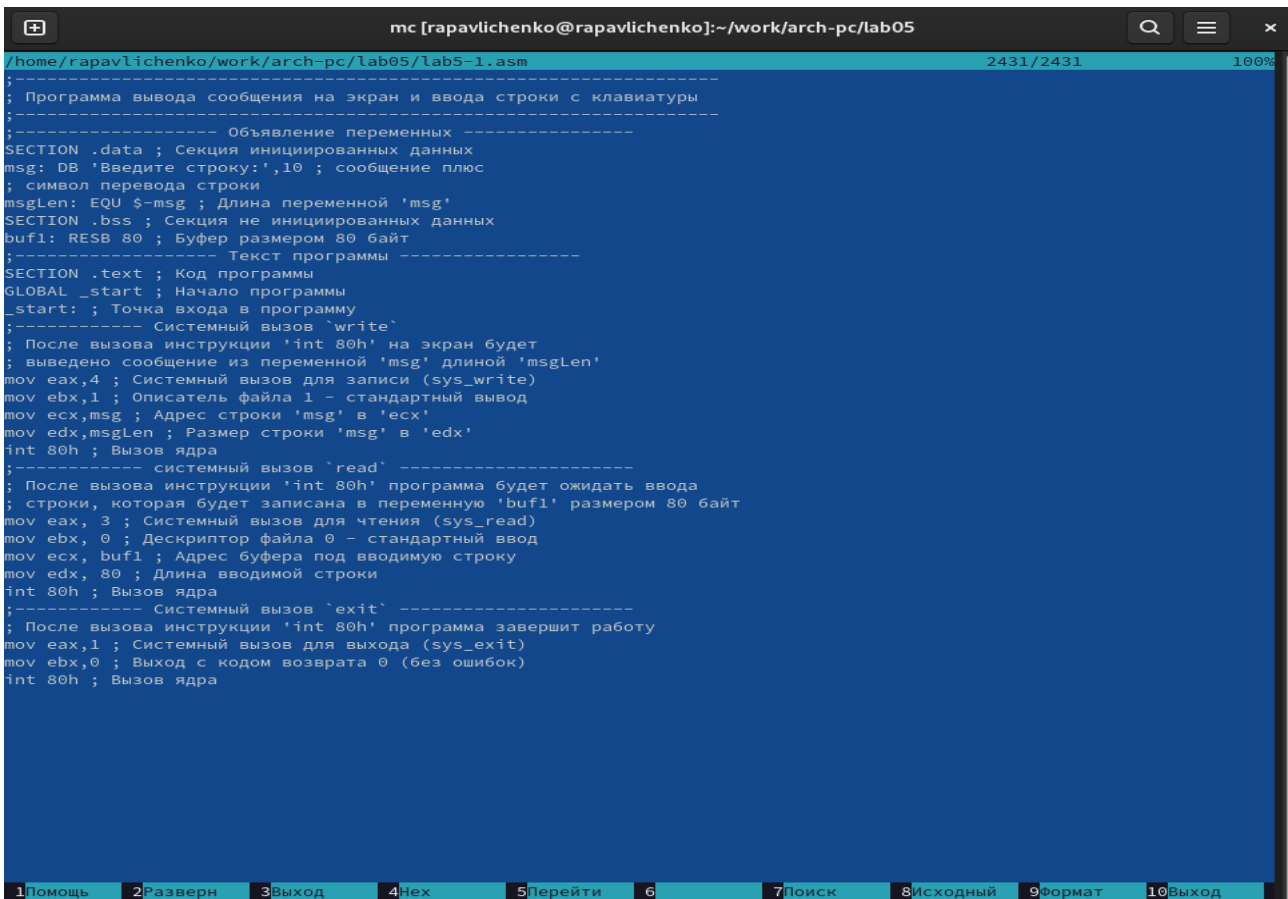 mc [rapavlichenko@rapavlichenko]:~/work/arch-pc/lab05
/home/rapavlichenko/work/arch-pc/lab05/lab5-1.asm 2431/2431 100%
;------------------------------------------------------------------
; Программа вывода сообщения на экран и ввода строки с клавиатуры
;------------------------------------------------------------------
;------------------- Объявление переменных ----------------
SECTION .data ; Секция инициированных данных
msg: DB 'Введите строку:',10 ; сообщение плюс
; символ перевода строки
msgLen: EQU $-msg ; Длина переменной 'msg'
SECTION .bss ; Секция не инициированных данных
buf1: RESB 80 ; Буфер размером 80 байт
;------------------- Текст программы -----------------
SECTION .text ; Код программы
GLOBAL _start ; Начало программы
_start: ; Точка входа в программу
;------------ Системный вызов `write`
; После вызова инструкции 'int 80h' на экран будет
; выведено сообщение из переменной 'msg' длиной 'msgLen'
mov eax,4 ; Системный вызов для записи (sys_write)
mov ebx,1 ; Описатель файла 1 - стандартный вывод
mov ecx,msg ; Адрес строки 'msg' в 'ecx'
mov edx,msgLen ; Размер строки 'msg' в 'edx'
int 80h ; Вызов ядра
;------------ системный вызов `read` ----------------------
; После вызова инструкции 'int 80h' программа будет ожидать ввода
; строки, которая будет записана в переменную 'buf1' размером 80 байт
mov eax, 3 ; Системный вызов для чтения (sys_read)
mov ebx, 0 ; Дескриптор файла 0 - стандартный ввод
mov ecx, buf1 ; Адрес буфера под вводимую строку
mov edx, 80 ; Длина вводимой строки
int 80h ; Вызов ядра
;------------ Системный вызов `exit` ----------------------
; После вызова инструкции 'int 80h' программа завершит работу
mov eax,1 ; Системный вызов для выхода (sys_exit)
mov ebx,0 ; Выход с кодом возврата 0 (без ошибок)
int 80h ; Вызов ядра
1Помощь 2Разверн 3Выход 4Hex 5Перейти 6 7Поиск 8Исходный 9Формат 10Выход